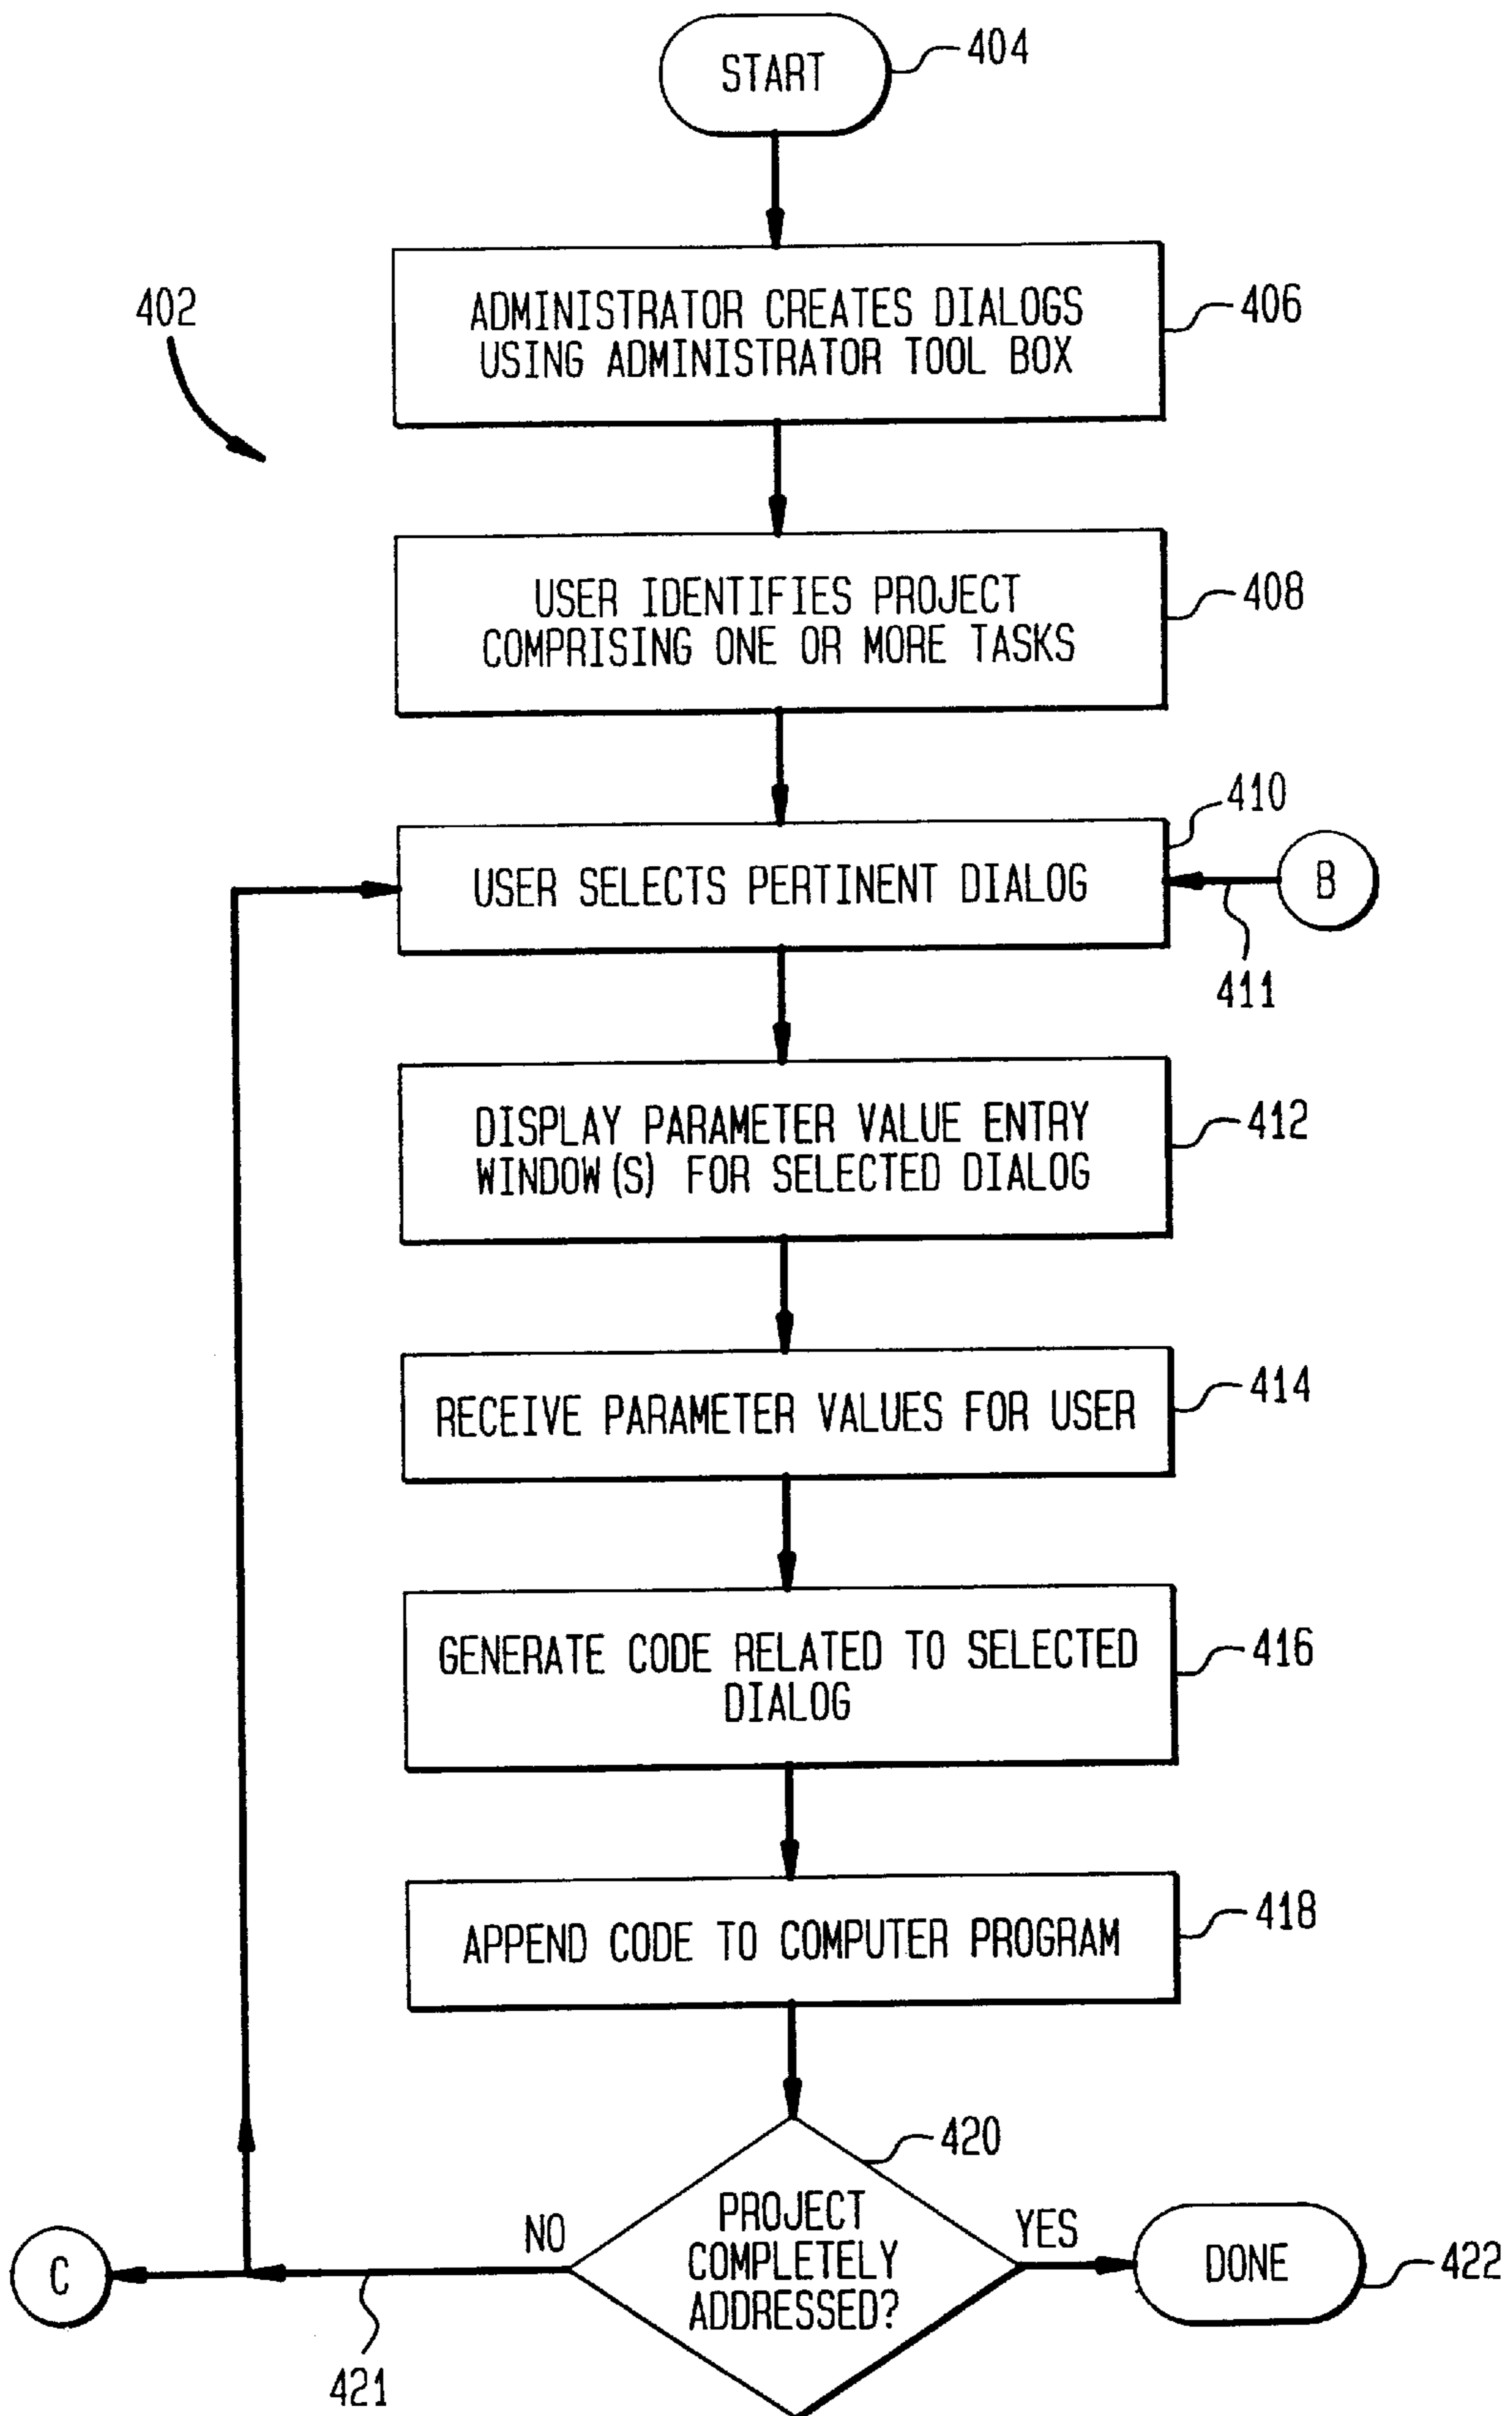 START
404
402
ADMINISTRATOR CREATES DIALOGS
USING ADMINISTRATOR TOOL BOX
406
USER IDENTIFIES PROJECT
COMPRISING ONE OR MORE TASKS
408
410
USER SELECTS PERTINENT DIALOG
B
411
DISPLAY PARAMETER VALUE ENTRY
WINDOW(S) FOR SELECTED DIALOG
412
RECEIVE PARAMETER VALUES FOR USER
414
GENERATE CODE RELATED TO SELECTED
DIALOG
416
APPEND CODE TO COMPUTER PROGRAM
418
420
PROJECT
COMPLETELY
ADDRESSED?
NO
YES
C
DONE
422
421